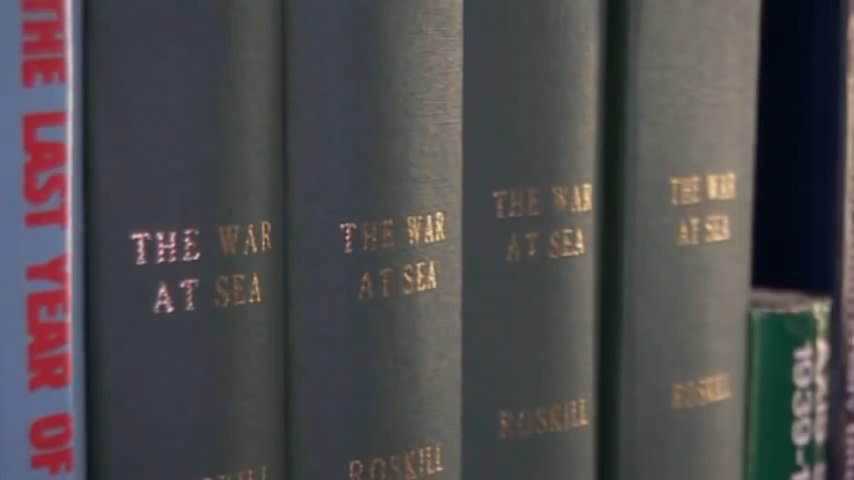 THE LAST YEAR OF
THE WAR
AT SEA
ROSKILL
THE WAR
AT SEA
ROSKILL
THE WAR
AT SEA
ROSKILL
THE WAR
AT SEA
ROSKILL